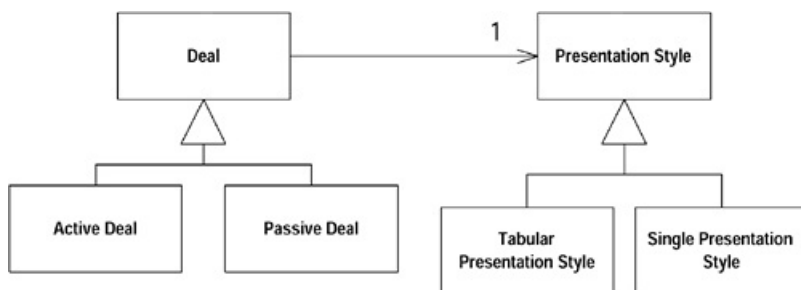 Deal
1
Presentation Style
Active Deal
Passive Deal
Tabular
Presentation Style
Single Presentation
Style